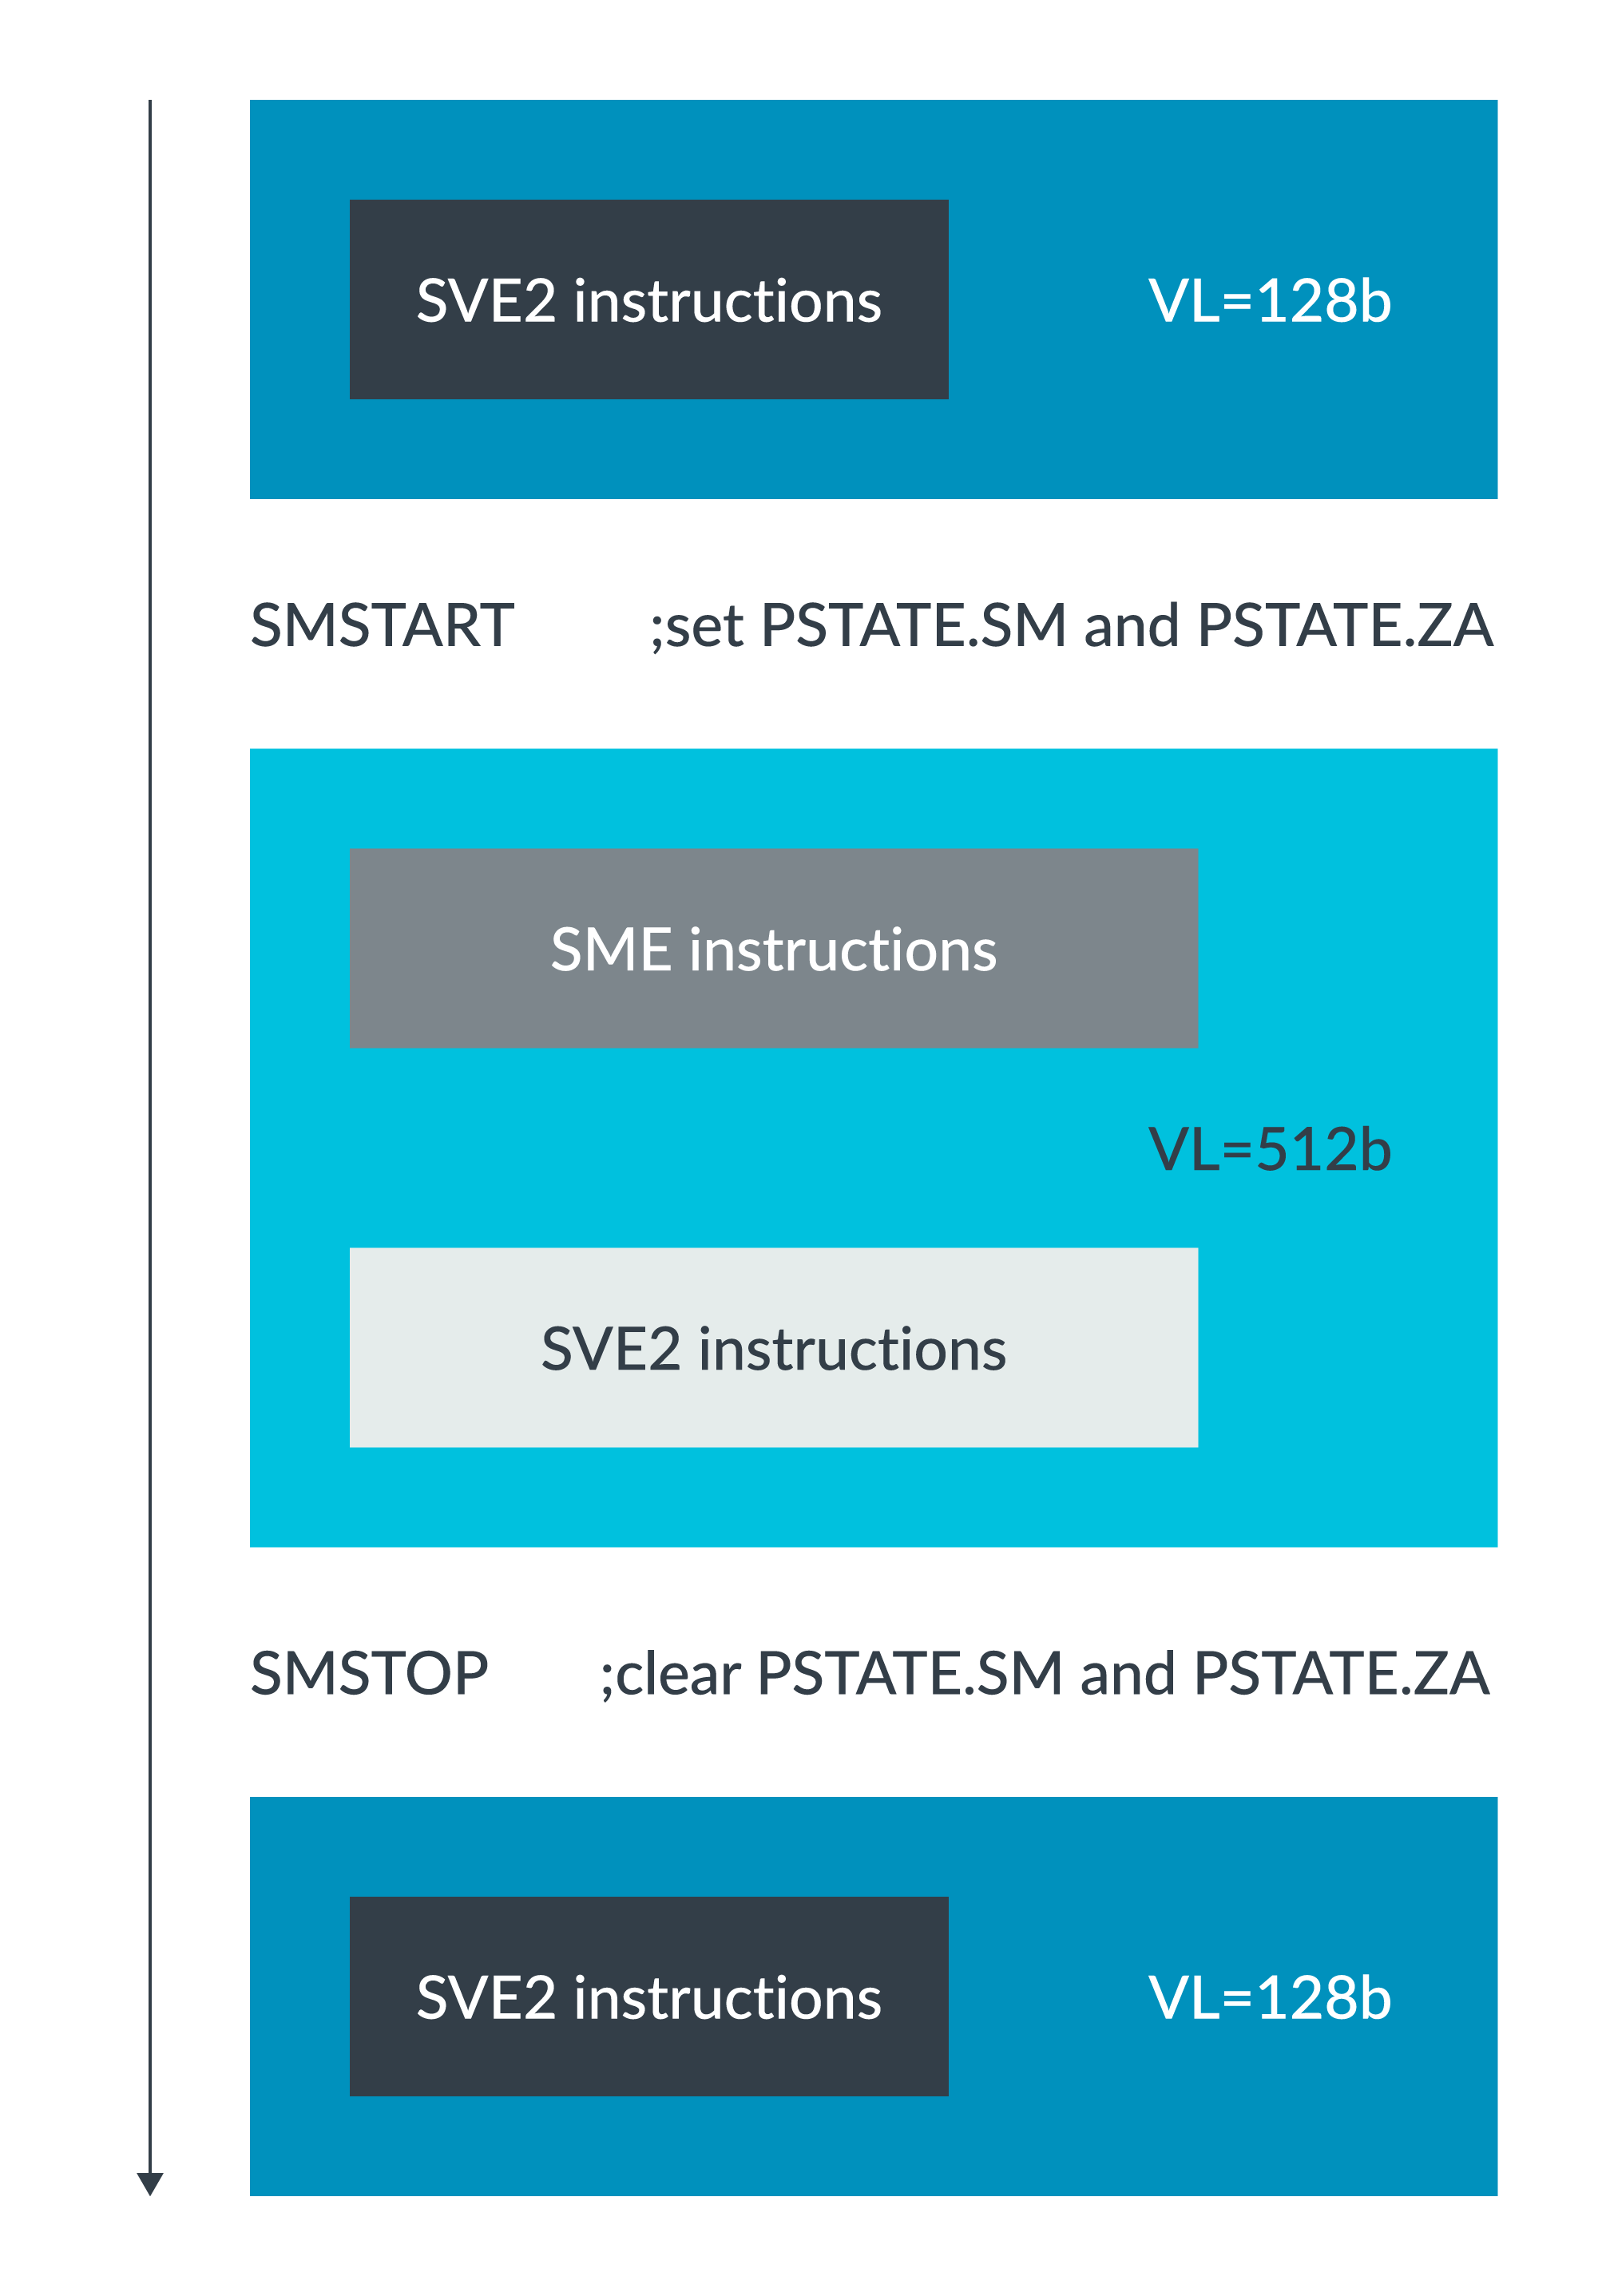 SVE2 instructions VL=128b
SMSTART ;set PSTATE.SM and PSTATE.ZA
SME instructions
VL=512b
SVE2 instructions
SMSTOP ;clear PSTATE.SM and PSTATE.ZA
SVE2 instructions VL=128b